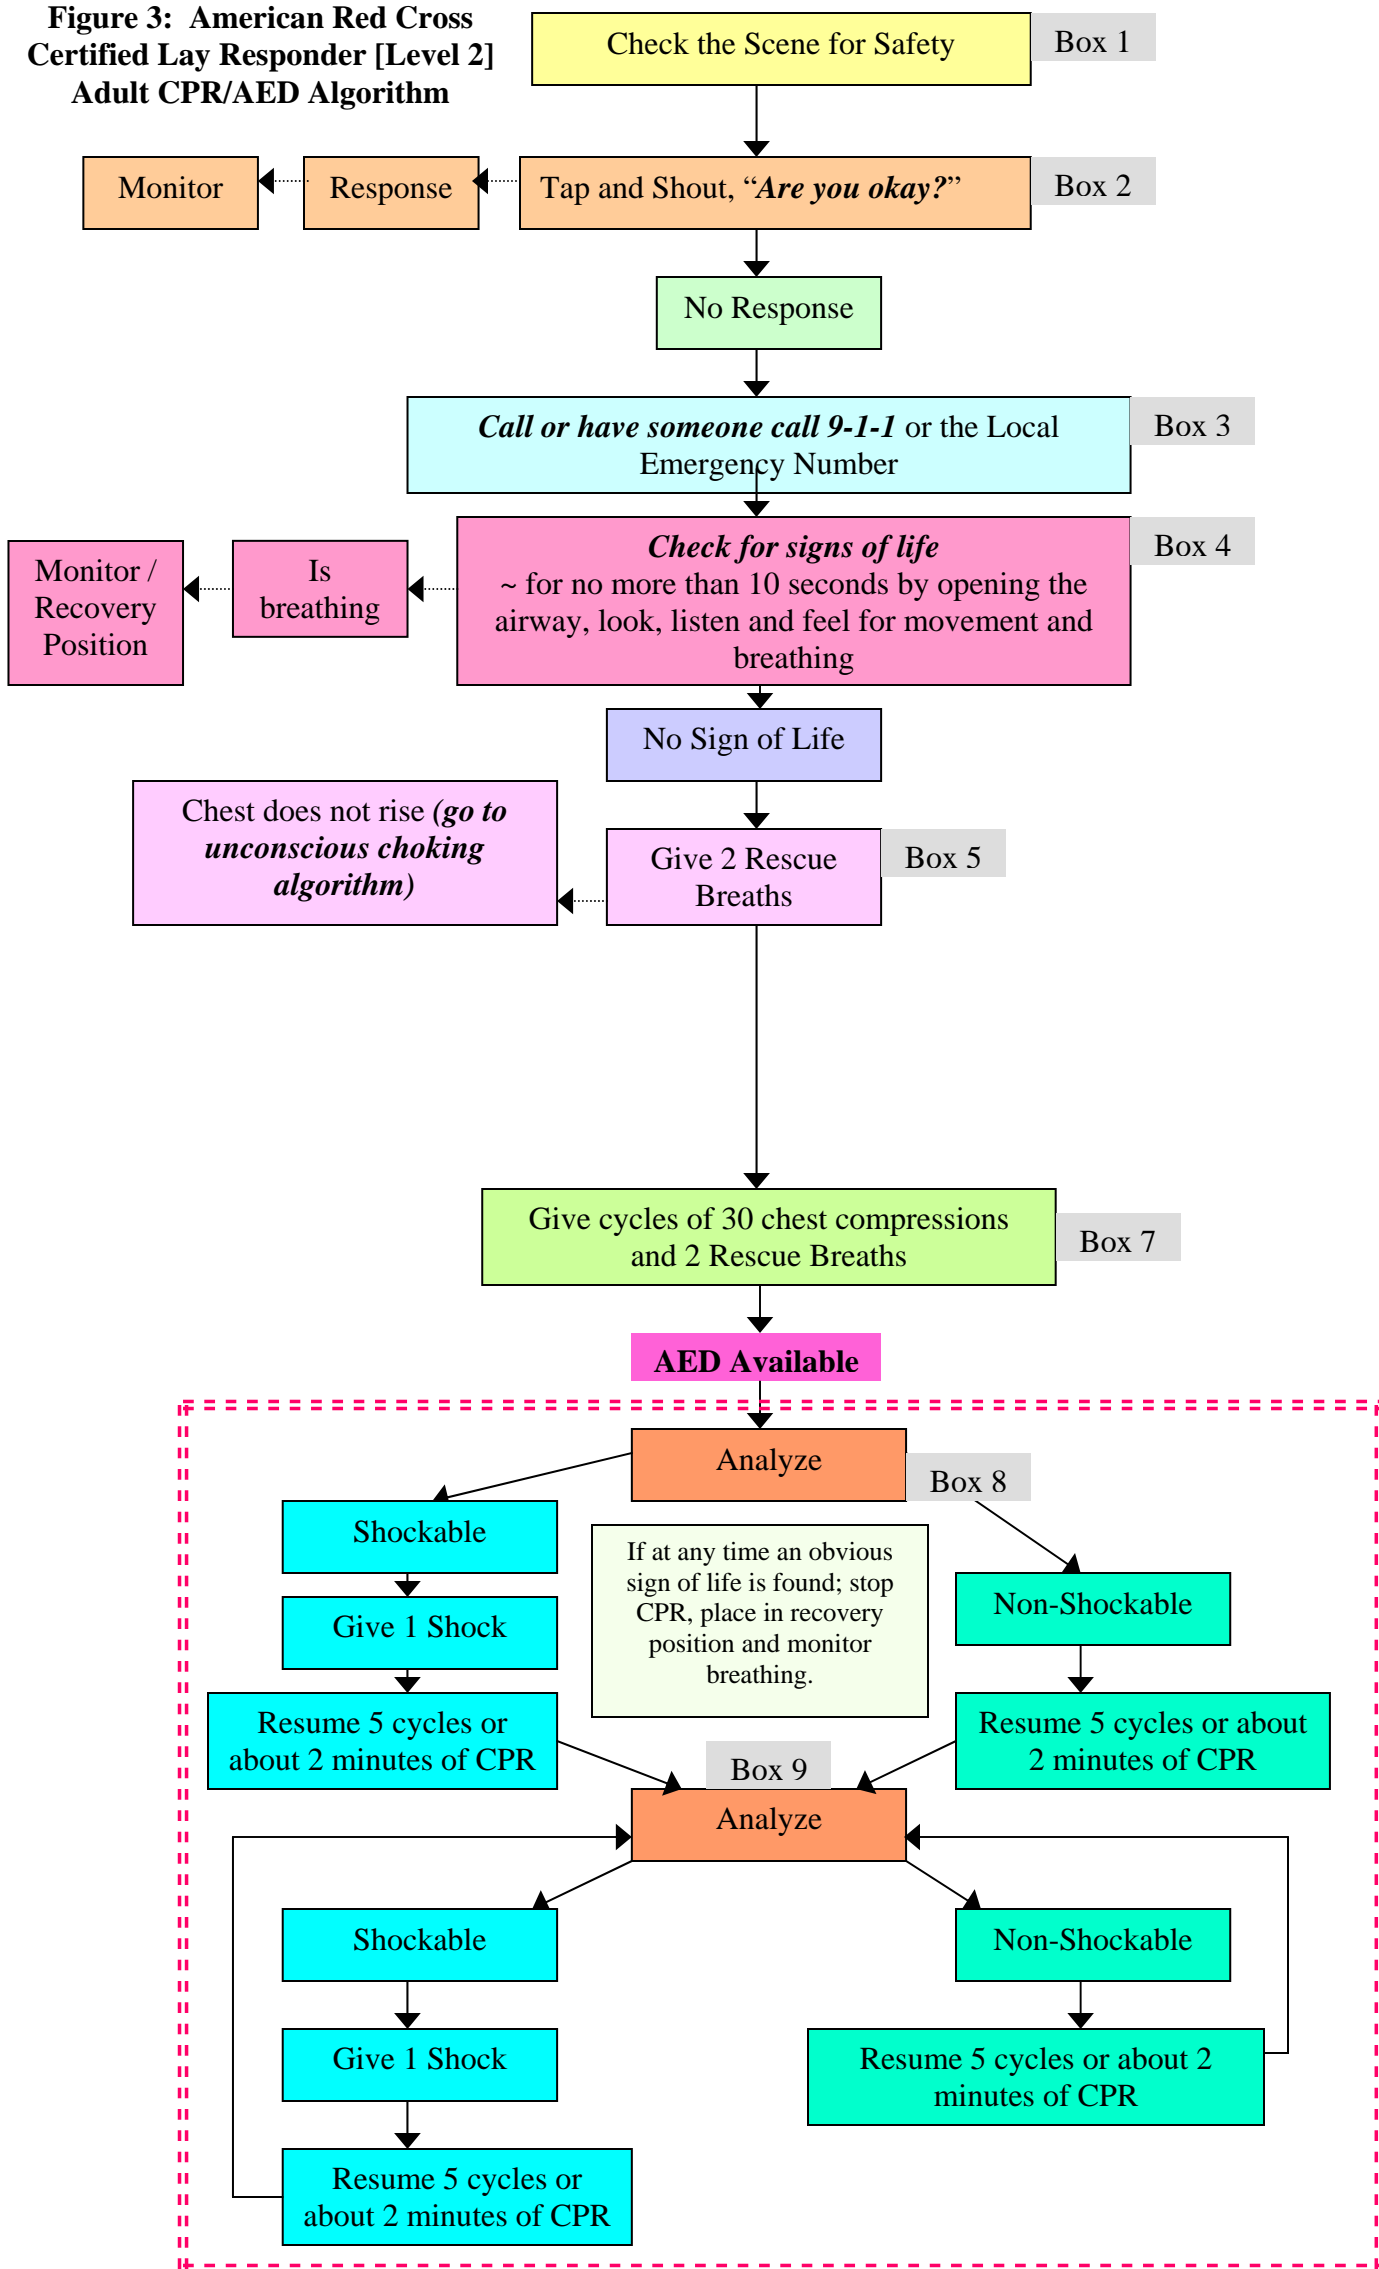 Figure 3:  American Red Cross
Certified Lay Responder [Level 2]
Adult CPR/AED Algorithm
Check the Scene for Safety
Box 1
Monitor
Response
Tap and Shout, “Are you okay?”
Box 2
No Response
Call or have someone call 9-1-1 or the Local
Emergency Number
Box 3
Monitor /
Recovery
Position
Is
breathing
Check for signs of life
~ for no more than 10 seconds by opening the
airway, look, listen and feel for movement and
breathing
Box 4
No Sign of Life
Chest does not rise (go to
unconscious choking
algorithm)
Give 2 Rescue
Breaths
Box 5
Give cycles of 30 chest compressions
and 2 Rescue Breaths
Box 7
AED Available
Analyze
Box 8
Shockable
Give 1 Shock
Resume 5 cycles or
about 2 minutes of CPR
If at any time an obvious
sign of life is found; stop
CPR, place in recovery
position and monitor
breathing.
Non-Shockable
Resume 5 cycles or about
2 minutes of CPR
Box 9
Analyze
Shockable
Give 1 Shock
Resume 5 cycles or
about 2 minutes of CPR
Non-Shockable
Resume 5 cycles or about 2
minutes of CPR